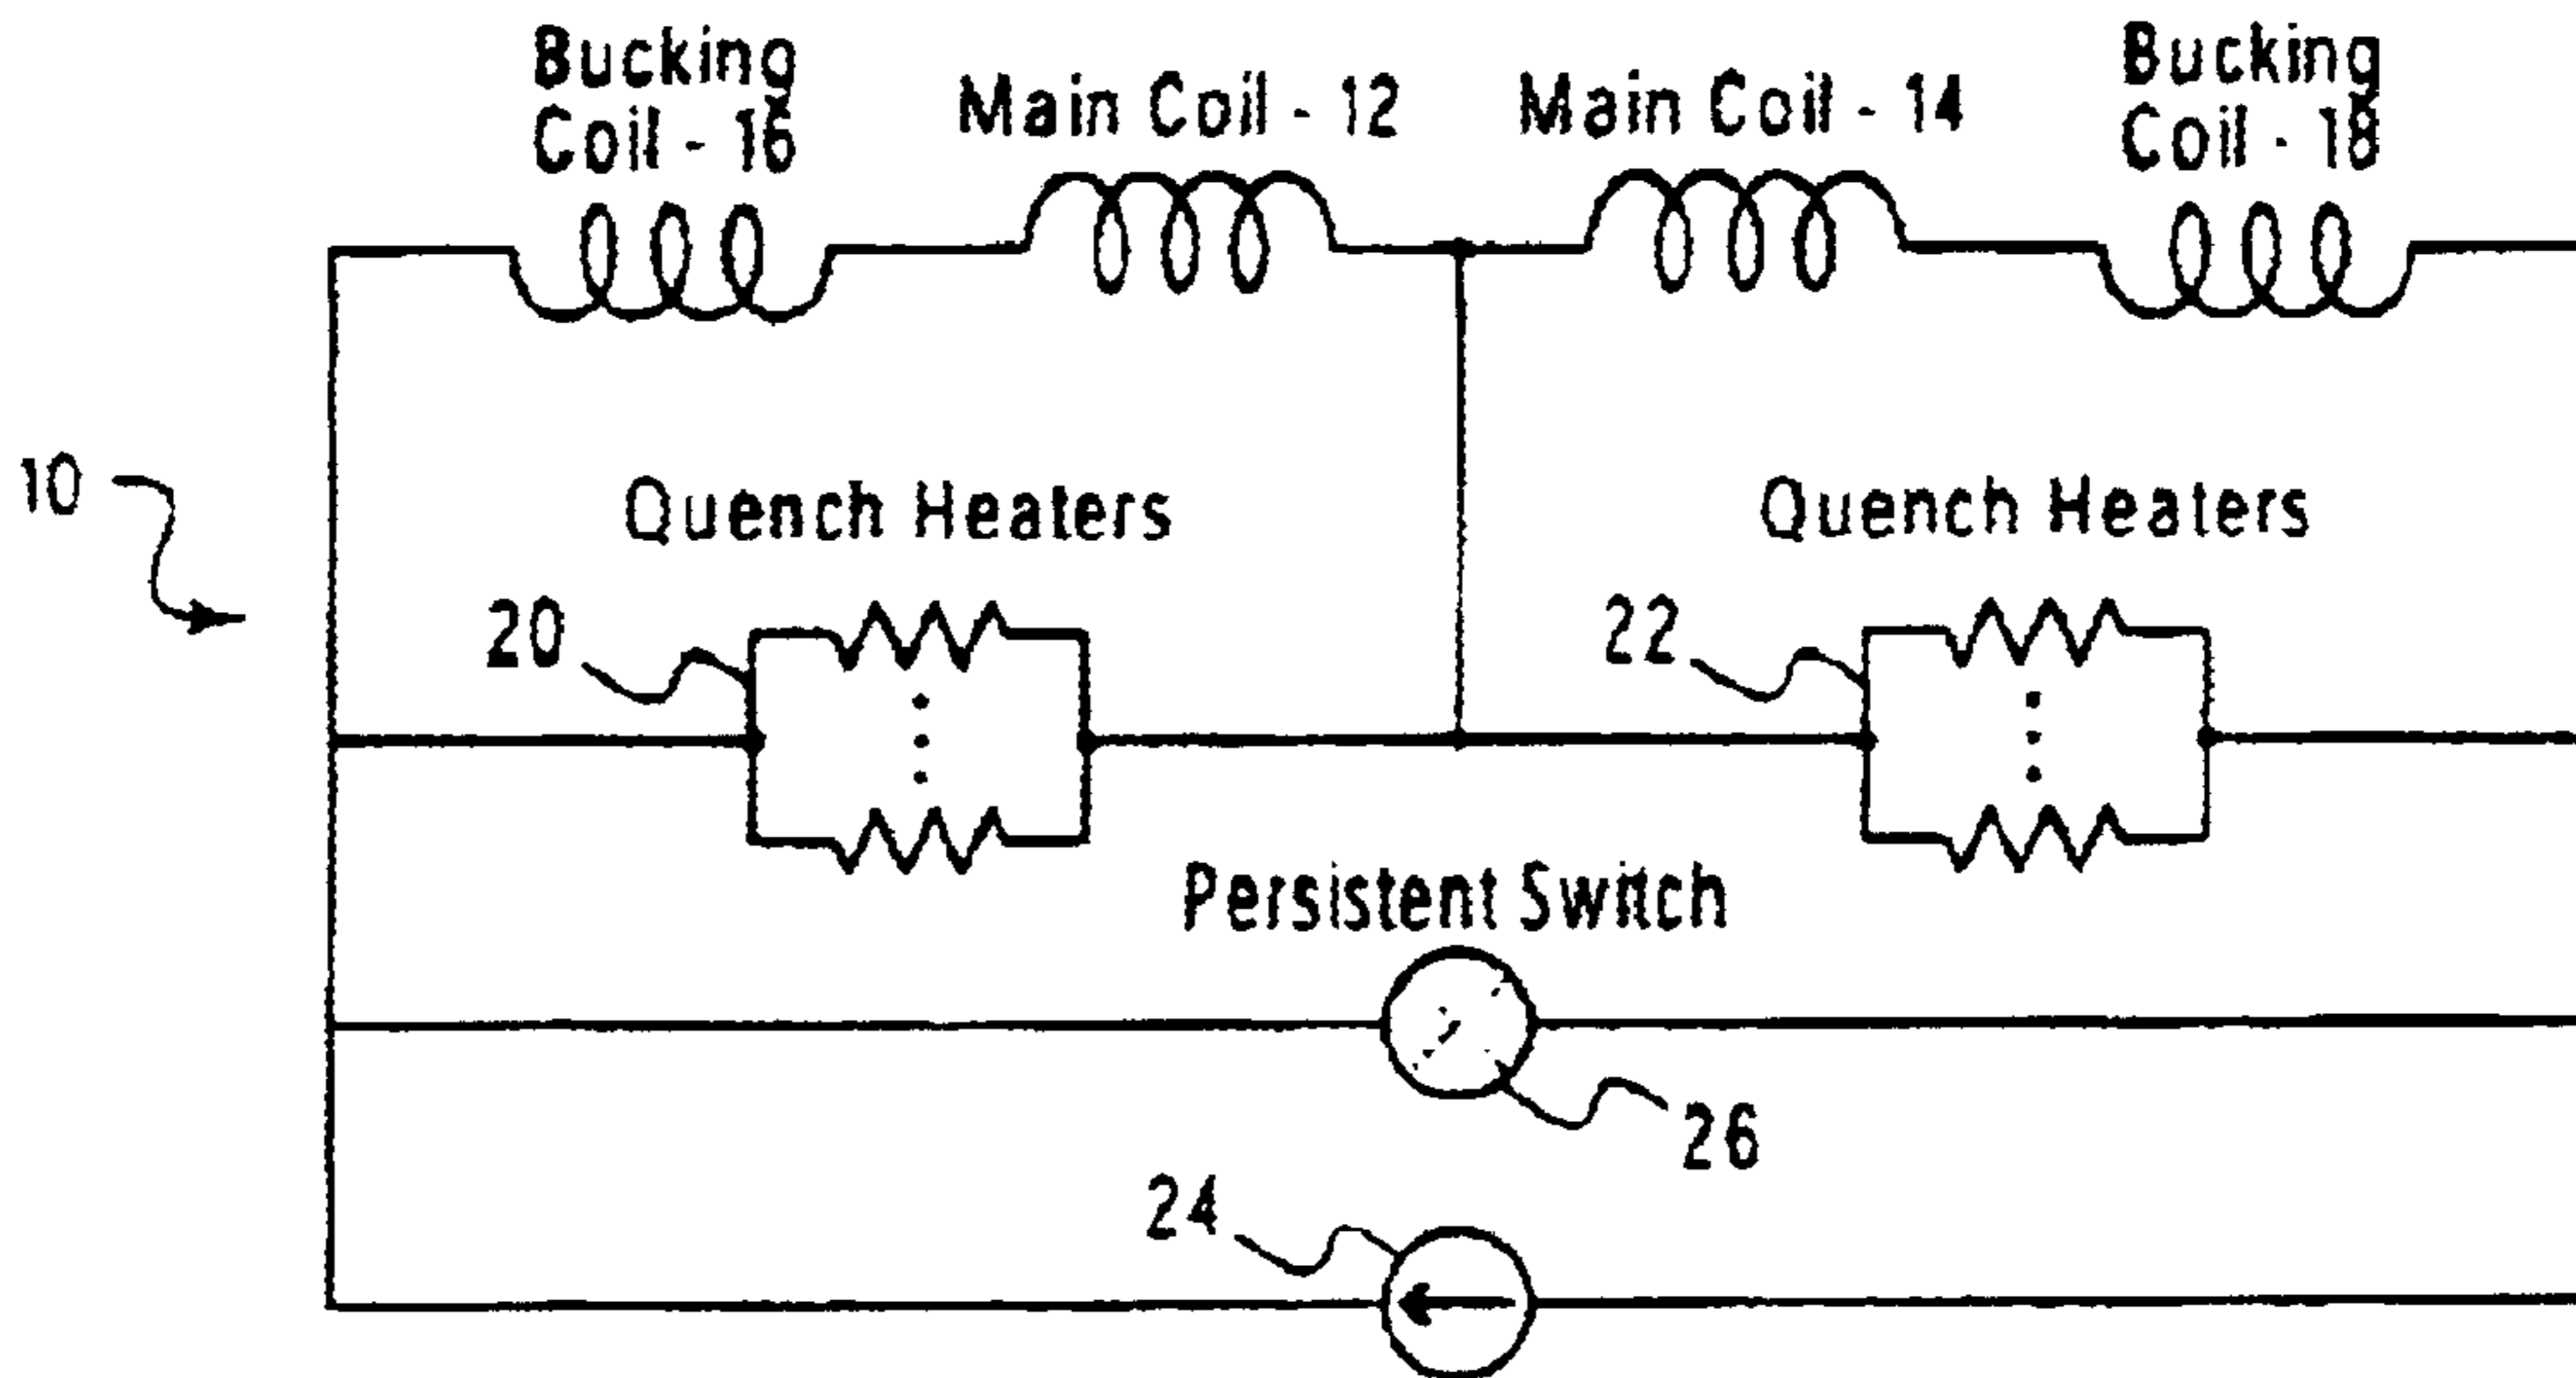 Bucking
Coil - 16
Main Coil - 12
Main Coil - 14
Bucking
Coil - 18
10
Quench Heaters
Quench Heaters
20
22
Persistent Switch
26
24